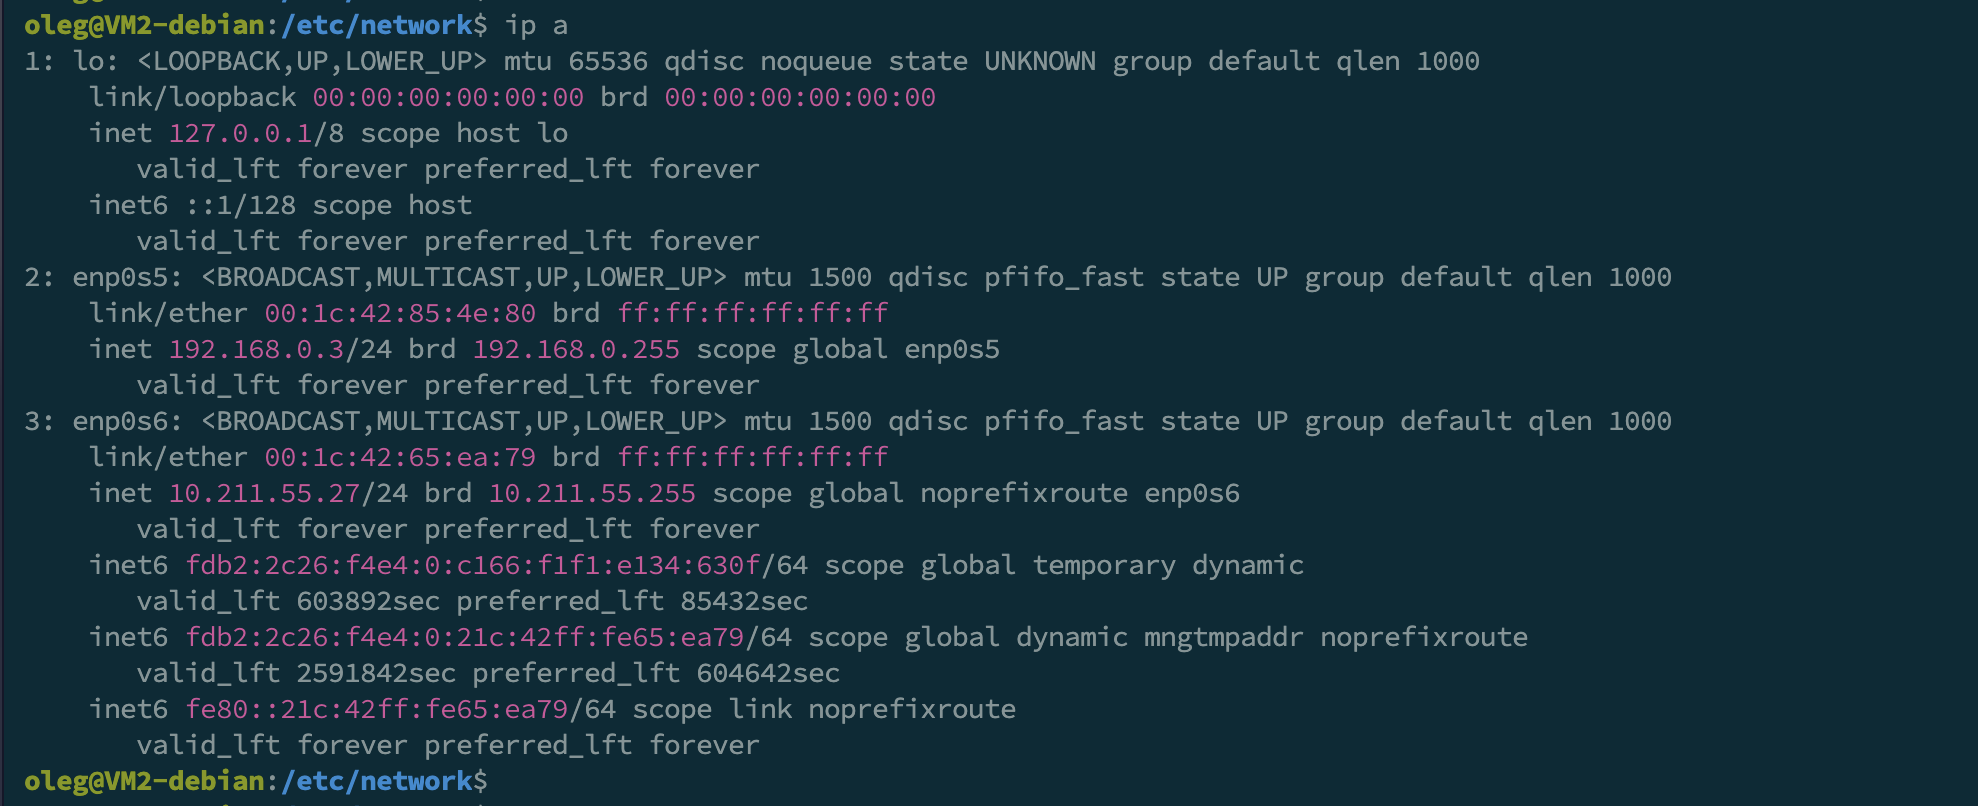 oleg@VM2-debian:/etc/network$ ip a
1: lo: <LOOPBACK,UP,LOWER_UP> mtu 65536 qdisc noqueue state UNKNOWN group default qlen 1000
    link/loopback 00:00:00:00:00:00 brd 00:00:00:00:00:00
    inet 127.0.0.1/8 scope host lo
       valid_lft forever preferred_lft forever
    inet6 ::1/128 scope host
       valid_lft forever preferred_lft forever
2: enp0s5: <BROADCAST,MULTICAST,UP,LOWER_UP> mtu 1500 qdisc pfifo_fast state UP group default qlen 1000
    link/ether 00:1c:42:85:4e:80 brd ff:ff:ff:ff:ff:ff
    inet 192.168.0.3/24 brd 192.168.0.255 scope global enp0s5
       valid_lft forever preferred_lft forever
3: enp0s6: <BROADCAST,MULTICAST,UP,LOWER_UP> mtu 1500 qdisc pfifo_fast state UP group default qlen 1000
    link/ether 00:1c:42:65:ea:79 brd ff:ff:ff:ff:ff:ff
    inet 10.211.55.27/24 brd 10.211.55.255 scope global noprefixroute enp0s6
       valid_lft forever preferred_lft forever
    inet6 fdb2:2c26:f4e4:0:c166:f1f1:e134:630f/64 scope global temporary dynamic
       valid_lft 603892sec preferred_lft 85432sec
    inet6 fdb2:2c26:f4e4:0:21c:42ff:fe65:ea79/64 scope global dynamic mngtmpaddr noprefixroute
       valid_lft 2591842sec preferred_lft 604642sec
    inet6 fe80::21c:42ff:fe65:ea79/64 scope link noprefixroute
       valid_lft forever preferred_lft forever
oleg@VM2-debian:/etc/network$